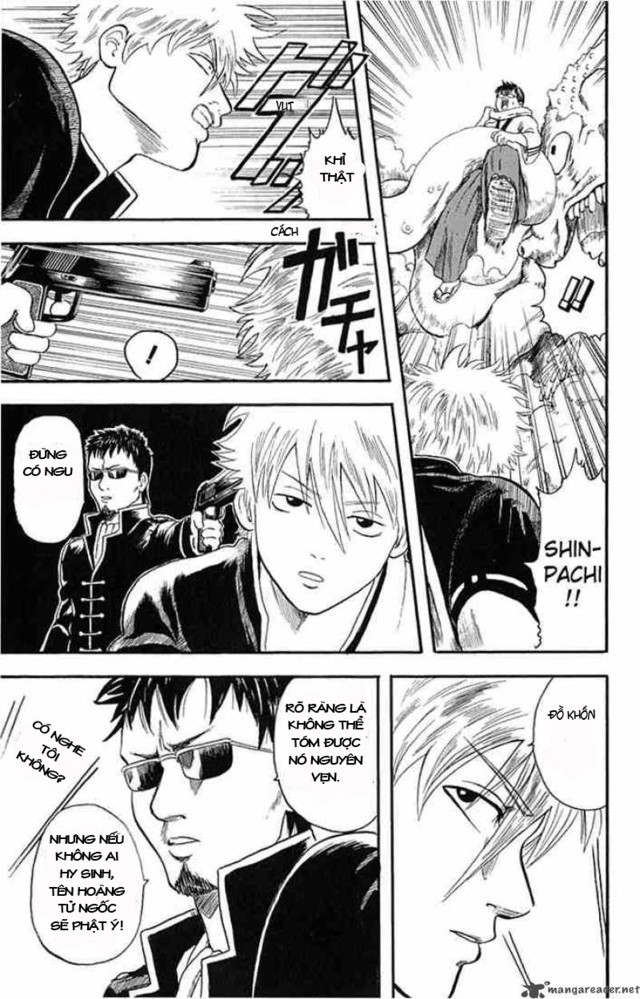 SHIN-
PACHI
!!
VỤT
KHỈ
THẬT
CÁCH
ガチャ
!
ĐỪNG
CÓ NGU
ĐỒ KHỐN
RÕ RÀNG LÀ
KHÔNG THỂ
TÓM ĐƯỢC
NÓ NGUYÊN
VẸN.
CÓ NGHE
TÔI
KHÔNG?
NHƯNG NẾU
KHÔNG AI
HY SINH,
TÊN HOÀNG
TỬ NGỐC
SẼ PHẬT Ý!
mangareader.net